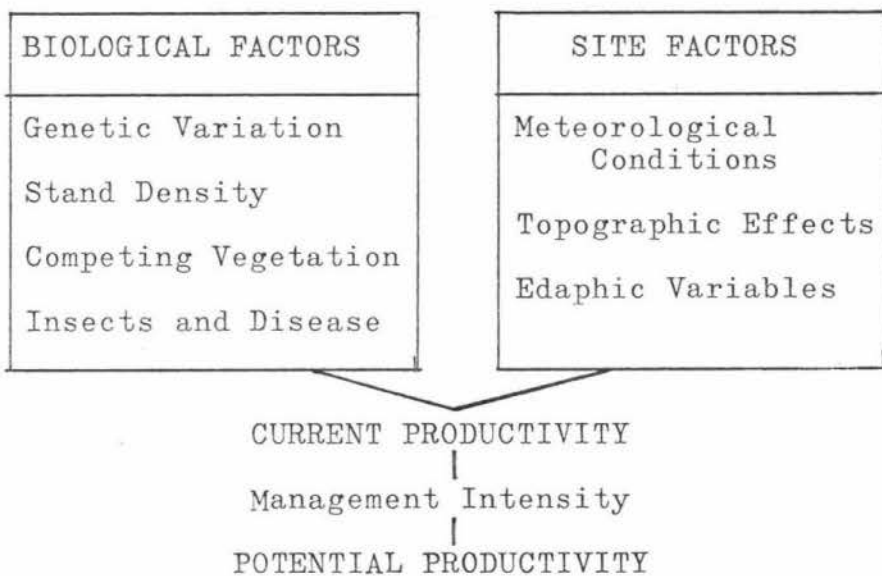 BIOLOGICAL FACTORS
Genetic Variation
Stand Density
Competing Vegetation
Insects and Disease
SITE FACTORS
Meteorological
Conditions
Topographic Effects
Edaphic Variables
CURRENT PRODUCTIVITY
Management Intensity
POTENTIAL PRODUCTIVITY